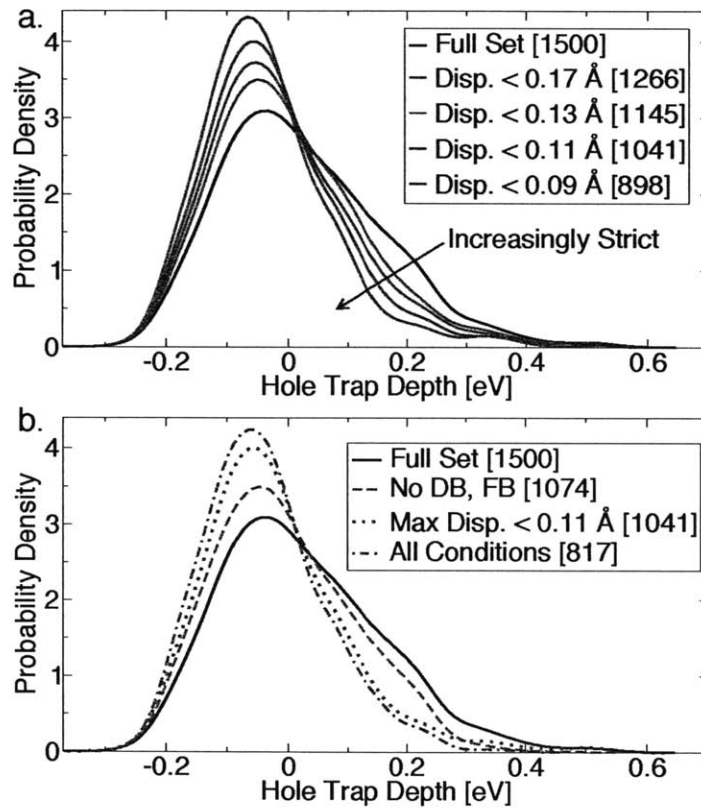 a.
4
3
2
1
0
Probability Density
Full Set [1500]
Disp. < 0.17 Å [1266]
Disp. < 0.13 Å [1145]
Disp. < 0.11 Å [1041]
Disp. < 0.09 Å [898]
Increasingly Strict
-0.2 0 0.2 0.4 0.6
Hole Trap Depth [eV]
b.
4
3
2
1
0
Probability Density
Full Set [1500]
No DB, FB [1074]
Max Disp. < 0.11 Å [1041]
All Conditions [817]
-0.2 0 0.2 0.4 0.6
Hole Trap Depth [eV]